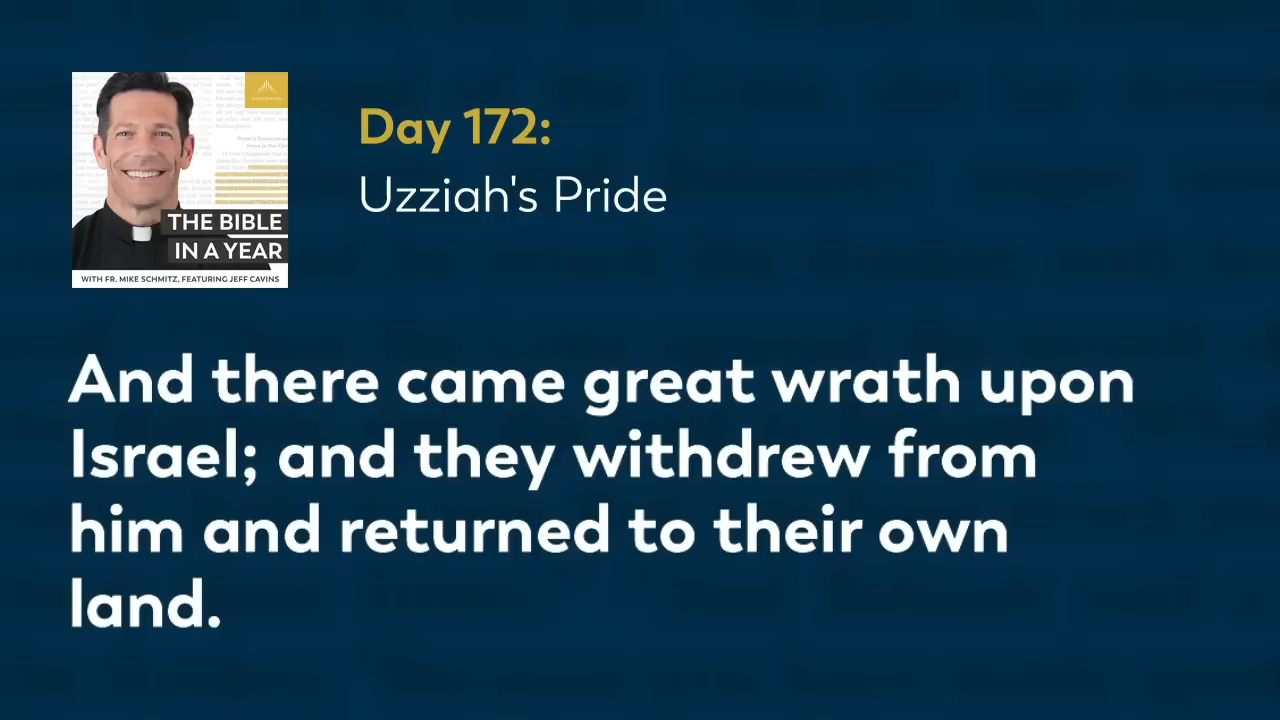 Day 172:
Uzziah's Pride
THE BIBLE
IN A YEAR
WITH FR. MIKE SCHMITZ, FEATURING JEFF CAVINS
And there came great wrath upon
Israel; and they withdrew from
him and returned to their own
land.